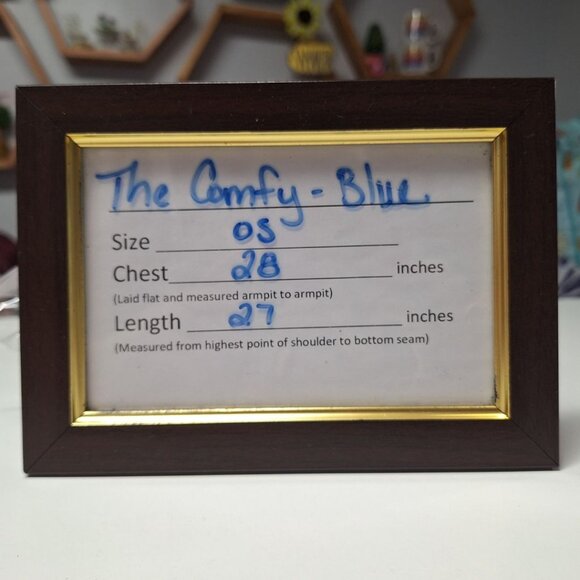 The Comfy - Blue
Size OS
Chest 28 inches
(Laid flat and measured armpit to armpit)
Length 27 inches
(Measured from highest point of shoulder to bottom seam)